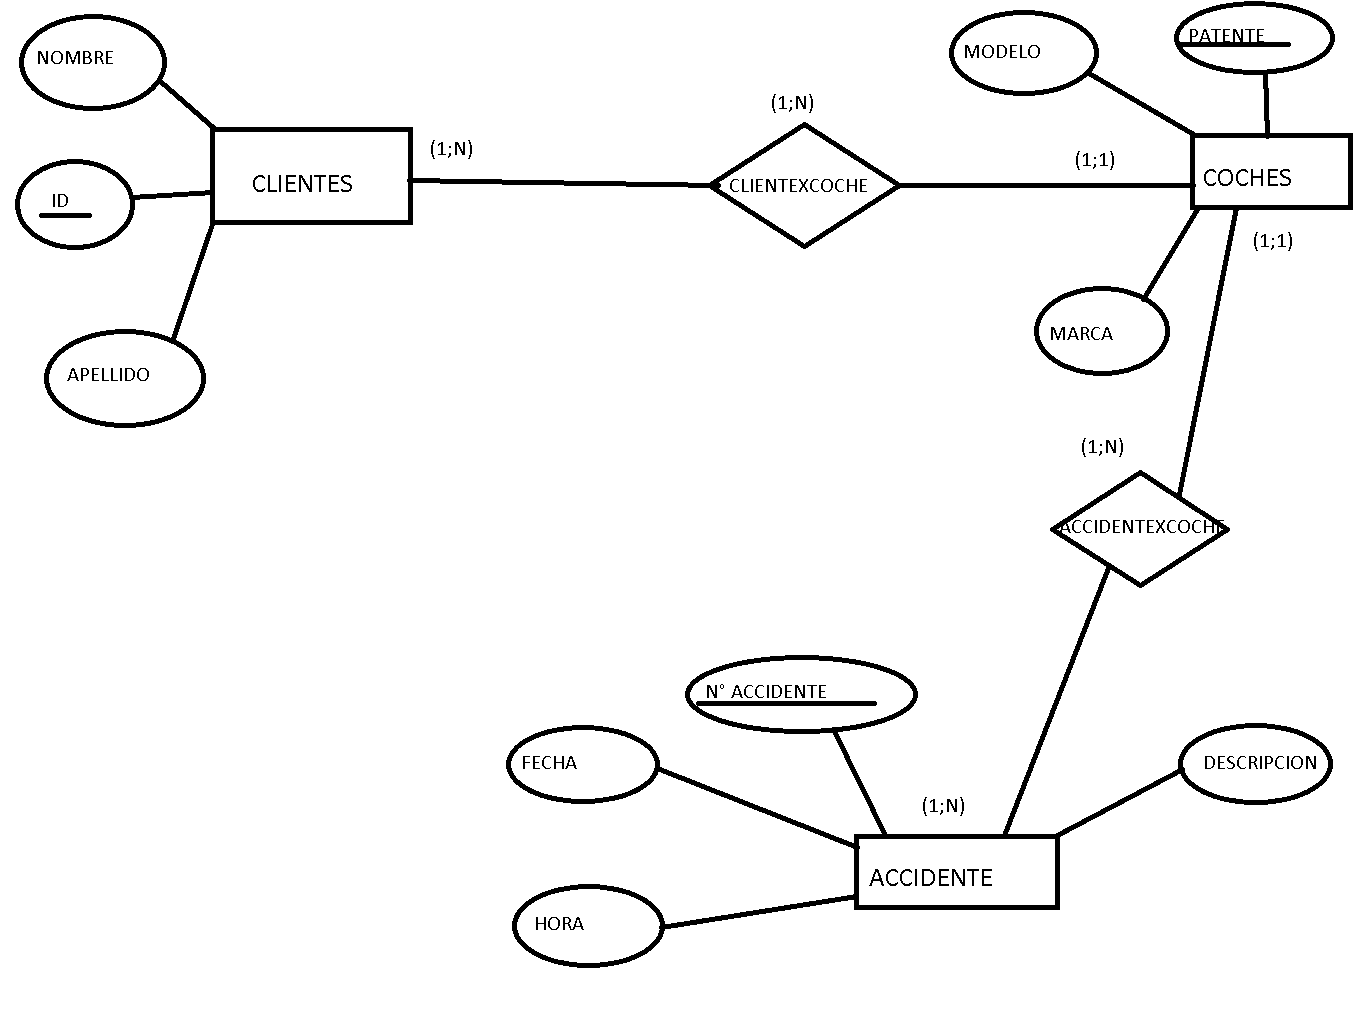 NOMBRE
ID
APELLIDO
CLIENTES
(1;N)
(1;N)
CLIENTEXCOCHE
(1;1)
MODELO
PATENTE
COCHES
MARCA
(1;1)
(1;N)
ACCIDENTEXCOCHE
N° ACCIDENTE
FECHA
HORA
(1;N)
DESCRIPCION
ACCIDENTE